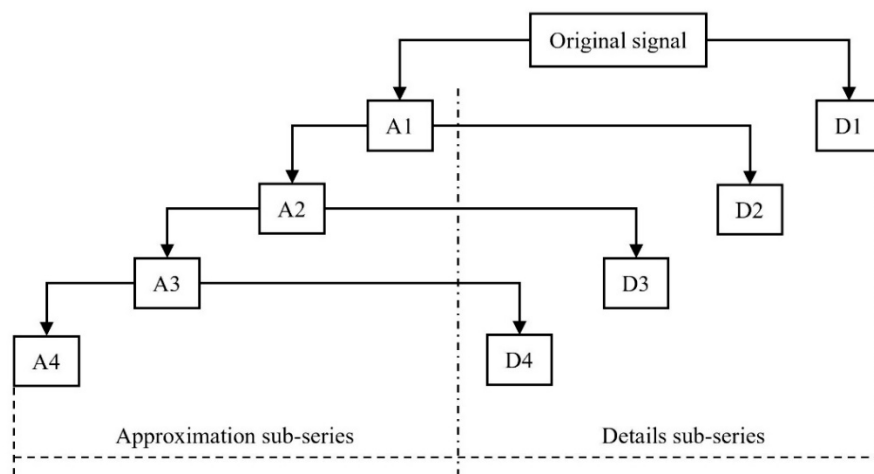 Original signal
A1
D1
A2
D2
A3
D3
A4
D4
Approximation sub-series
Details sub-series